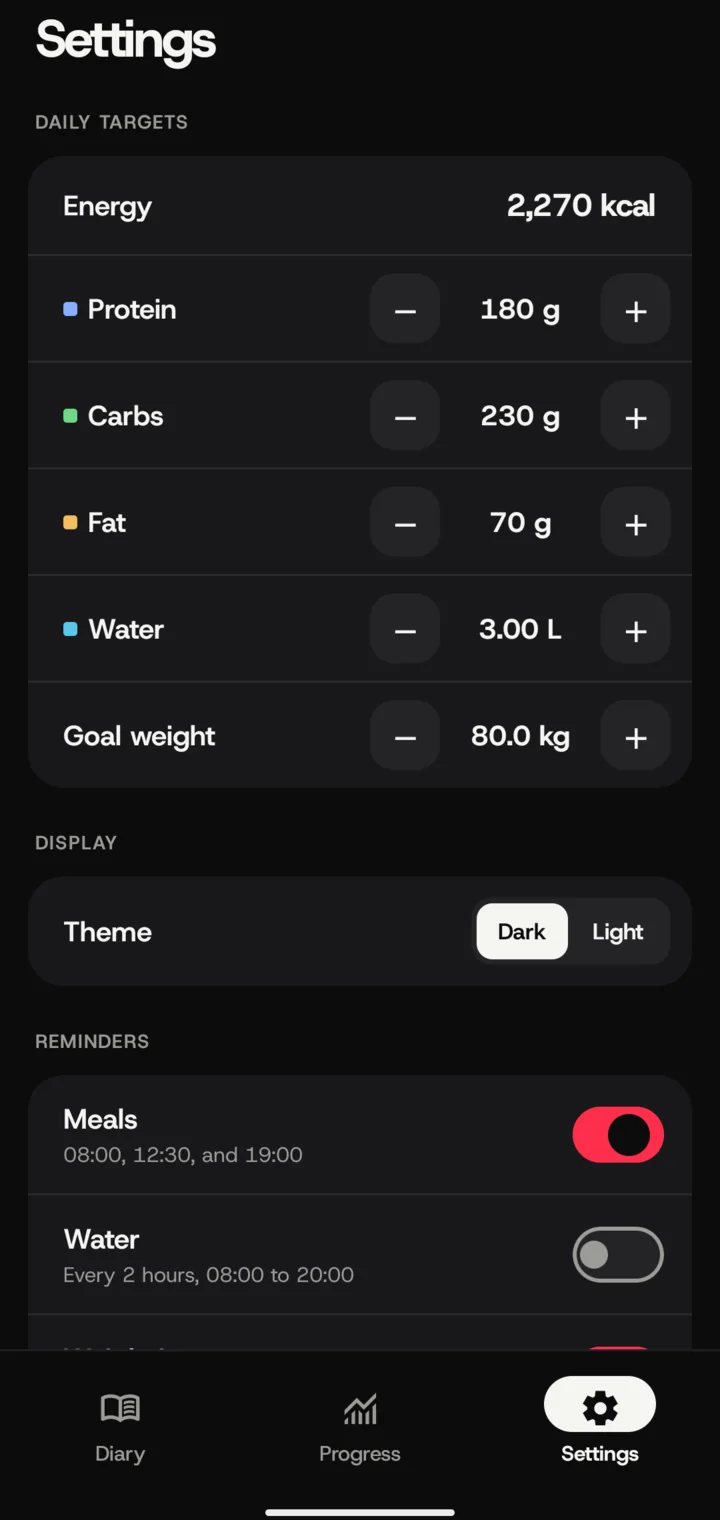 Settings
DAILY TARGETS
Energy 2,270 kcal
Protein − 180 g +
Carbs − 230 g +
Fat − 70 g +
Water − 3.00 L +
Goal weight − 80.0 kg +
DISPLAY
Theme Dark Light
REMINDERS
Meals
08:00, 12:30, and 19:00
Water
Every 2 hours, 08:00 to 20:00
Diary Progress Settings